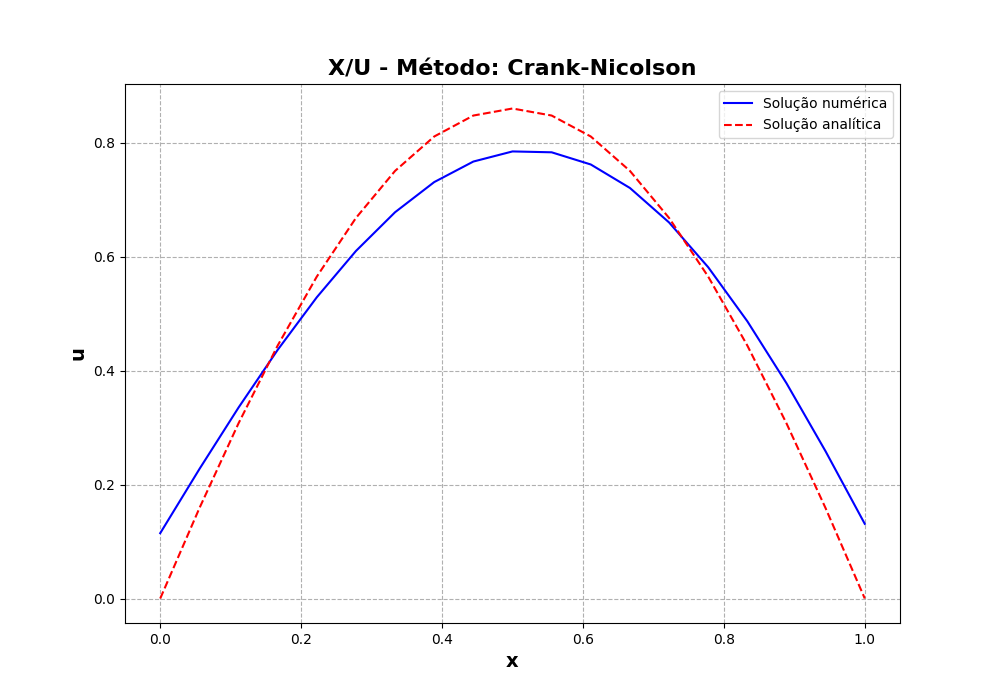 X/U - Método: Crank-Nicolson
Solução numérica
Solução analítica
0.8
0.6
0.4
0.2
0.0
u
0.0 0.2 0.4 0.6 0.8 1.0
x